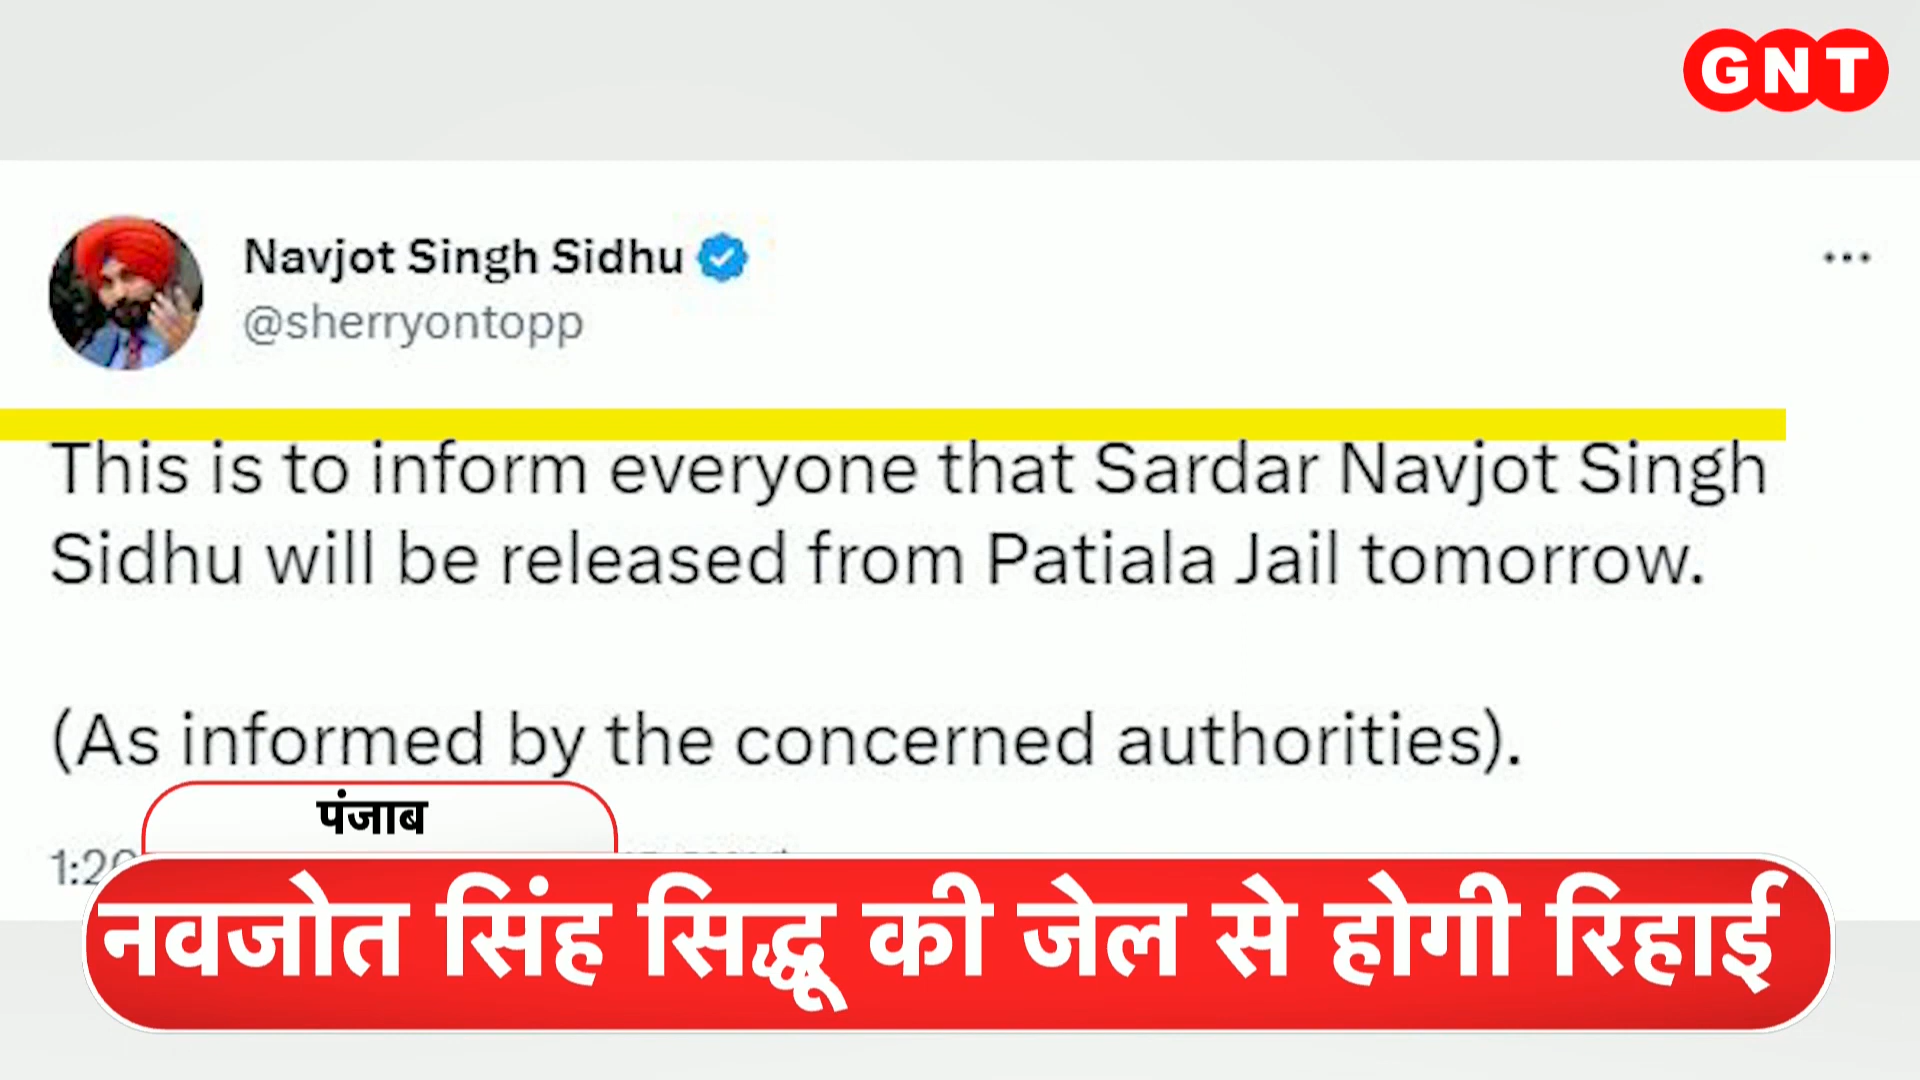 GNT
Navjot Singh Sidhu
@sherryontopp
This is to inform everyone that Sardar Navjot Singh
Sidhu will be released from Patiala Jail tomorrow.
(As informed by the concerned authorities).
पंजाब
नवजोत सिंह सिद्धू की जेल से होगी रिहाई